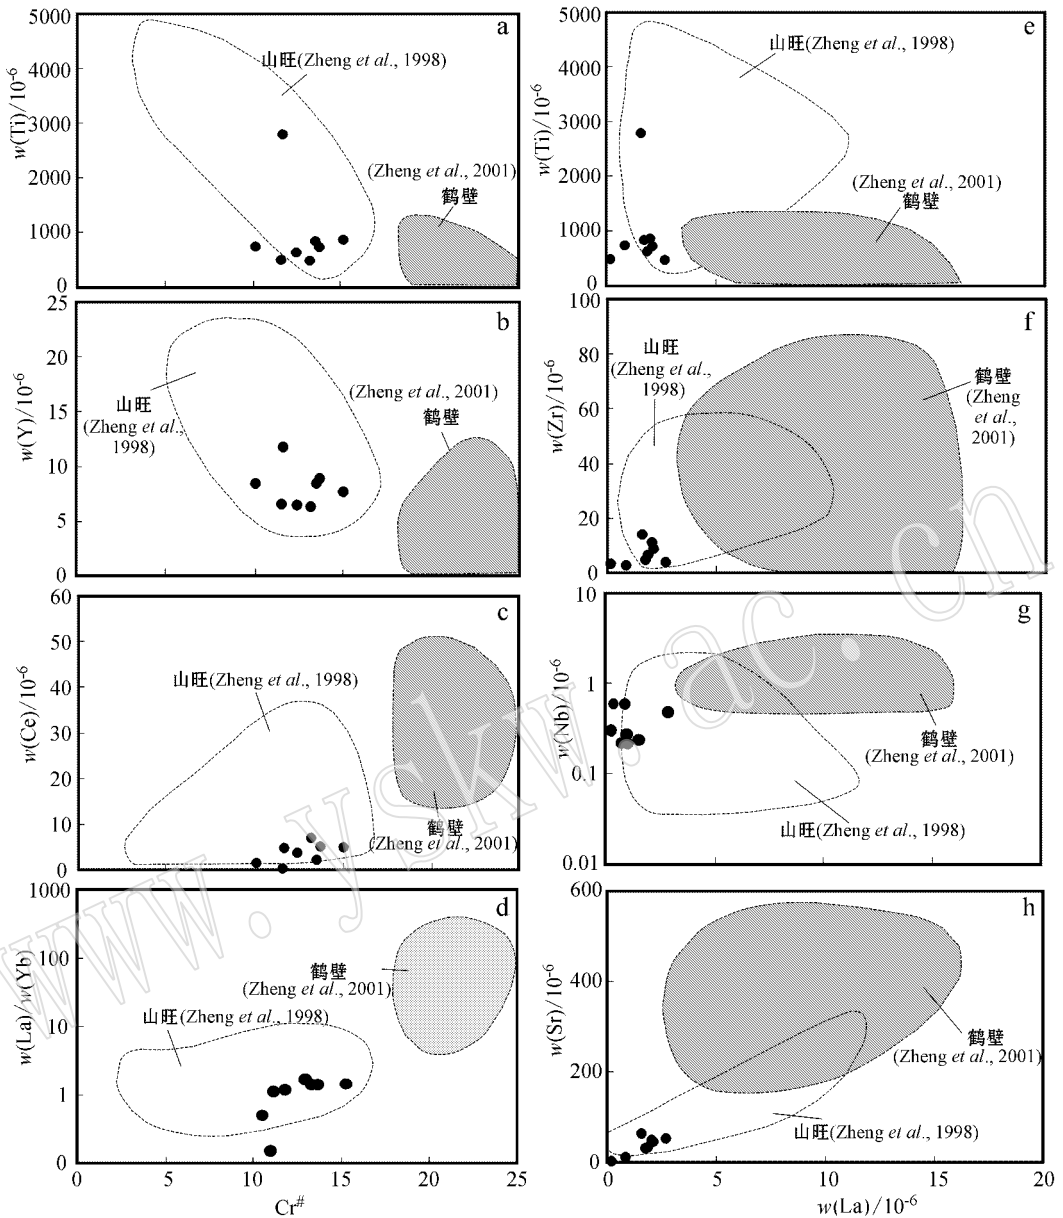 a
5000
4000
3000
2000
1000
0
w(Ti)/10-6
山旺(Zheng et al., 1998)
(Zheng et al., 2001)
鹤壁
b
25
20
15
10
5
0
w(Y)/10-6
山旺
(Zheng et al.,
1998)
(Zheng et al., 2001)
鹤壁
c
60
50
40
30
20
10
0
w(Ce)/10-6
山旺(Zheng et al., 1998)
鹤壁
(Zheng et al., 2001)
d
1000
100
10
1
0
w(La)/w(Yb)
鹤壁
(Zheng et al., 2001)
山旺(Zheng et al., 1998)
0 5 10 15 20 25
Cr#
e
5000
4000
3000
2000
1000
0
w(Ti)/10-6
山旺(Zheng et al., 1998)
(Zheng et al., 2001)
鹤壁
f
100
80
60
40
20
0
w(Zr)/10-6
山旺
(Zheng et al.,
1998)
鹤壁
(Zheng
et al.,
2001)
g
10
1
0.1
0.01
w(Nb)/10-6
鹤壁
(Zheng et al., 2001)
山旺(Zheng et al., 1998)
h
600
400
200
0
w(Sr)/10-6
鹤壁
(Zheng et al., 2001)
山旺(Zheng et al., 1998)
0 5 10 15 20
w(La)/10-6
www.yskw.ac.cn